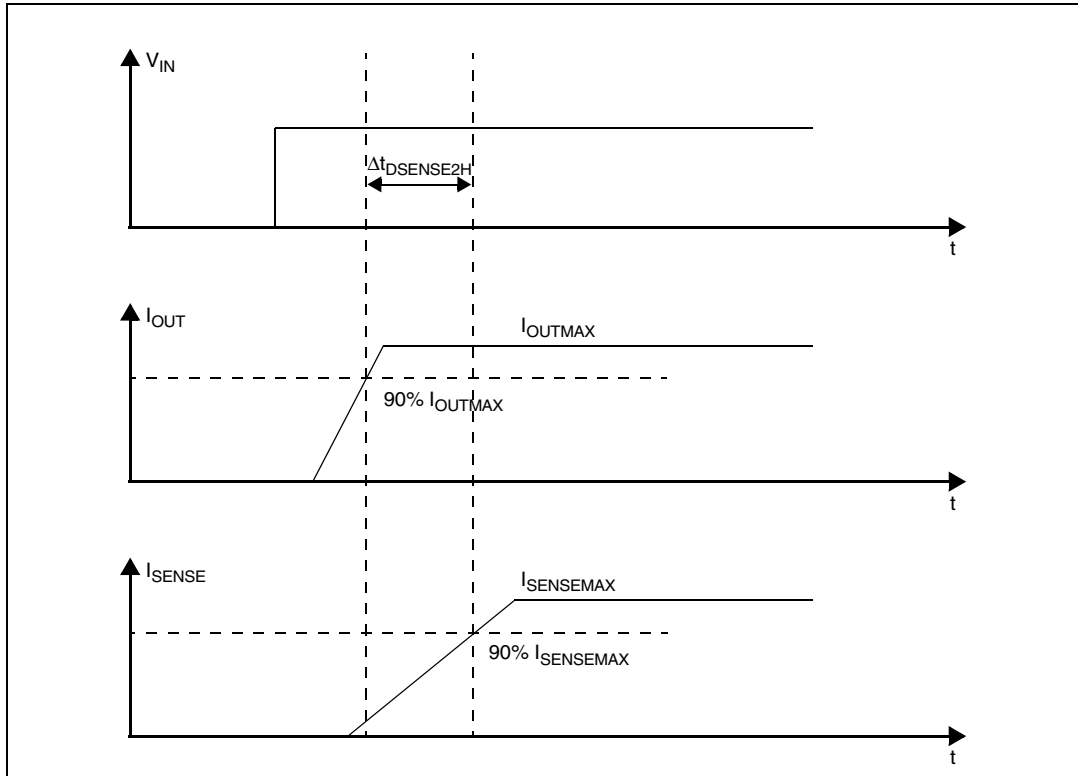 V_IN
Δt_DSENSE2H
t
I_OUT
I_OUTMAX
90% I_OUTMAX
t
I_SENSE
I_SENSEMAX
90% I_SENSEMAX
t